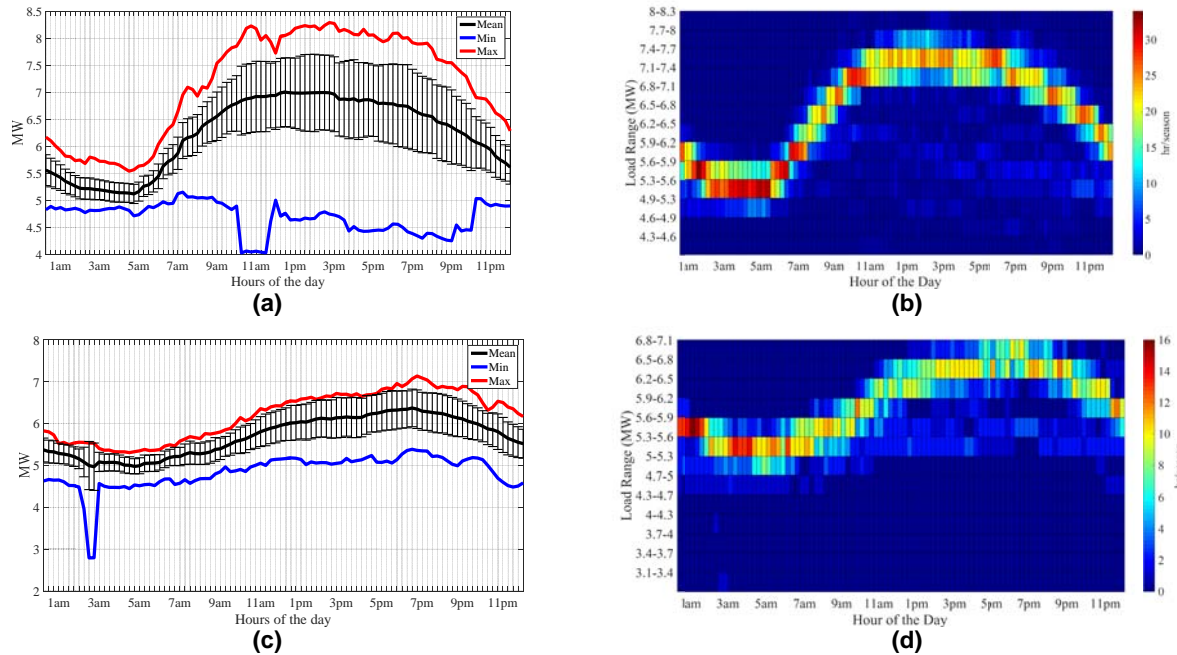 8.5
8
7.5
7
6.5
6
5.5
5
4.5
4
MW
Mean
Min
Max
1am 3am 5am 7am 9am 11am 1pm 3pm 5pm 7pm 9pm 11pm
Hours of the day
(a)
8-8.3
7.4-7.8
7.1-7.4
6.8-7.1
6.5-6.8
6.2-6.5
5.9-6.2
5.6-5.9
5.3-5.6
4.9-5.3
4.6-4.9
4.3-4.6
Load Range (MW)
1am 3am 5am 7am 9am 11am 1pm 3pm 5pm 7pm 9pm 11pm
Hour of the Day
30
25
20
15
10
5
0
hr/season
(b)
8
7
6
5
4
3
2
MW
Mean
Min
Max
1am 3am 5am 7am 9am 11am 1pm 3pm 5pm 7pm 9pm 11pm
Hours of the day
(c)
6.8-7.1
6.5-6.8
6.2-6.5
5.9-6.2
5.6-5.9
5.3-5.6
5-5.3
4.7-5
4.3-4.7
4-4.3
3.7-4
3.4-3.7
3.1-3.4
Load Range (MW)
1am 3am 5am 7am 9am 11am 1pm 3pm 5pm 7pm 9pm 11pm
Hour of the Day
16
14
12
10
8
6
4
2
0
(d)